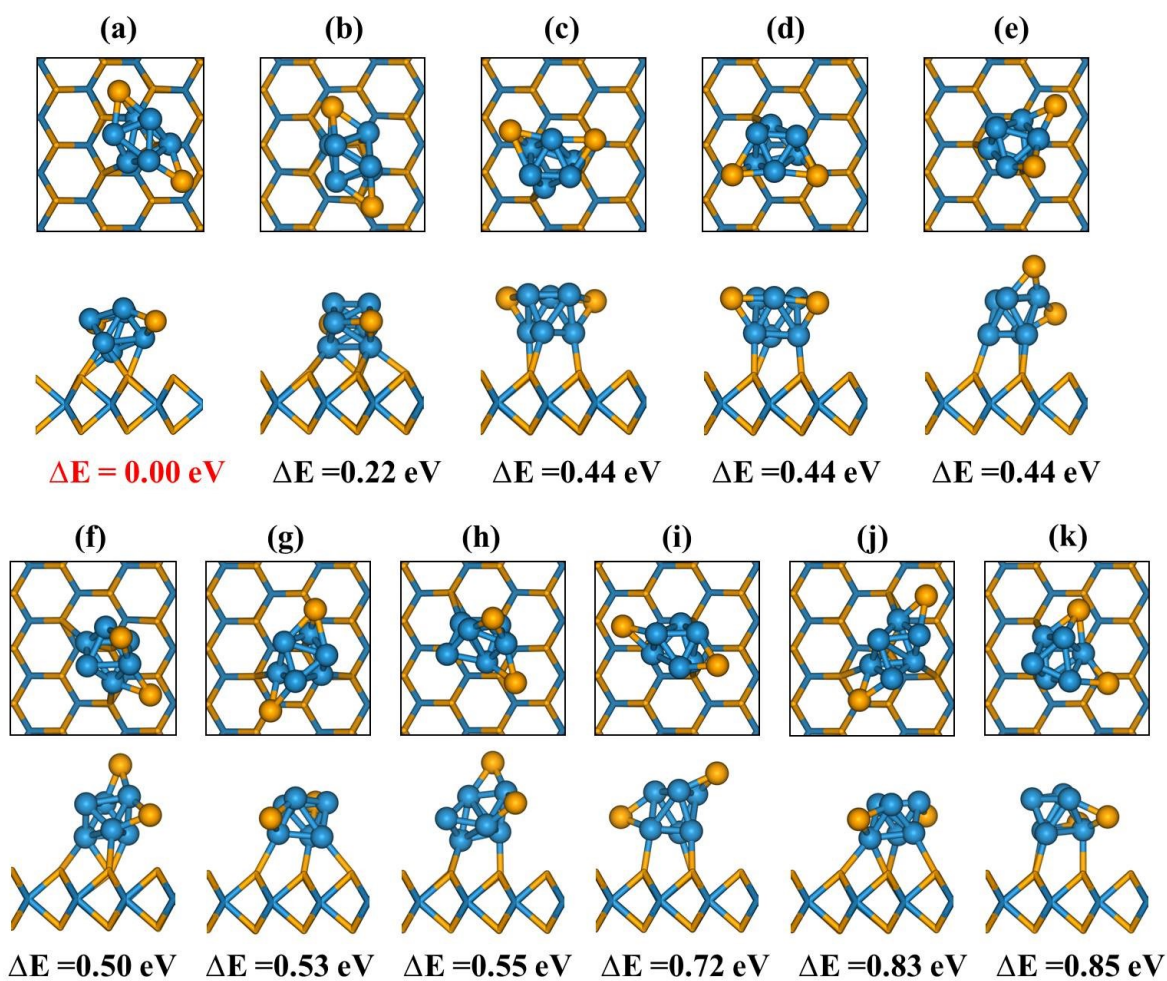 (a) (b) (c) (d) (e)
ΔE = 0.00 eV ΔE =0.22 eV ΔE =0.44 eV ΔE =0.44 eV ΔE =0.44 eV
(f) (g) (h) (i) (j) (k)
ΔE =0.50 eV ΔE =0.53 eV ΔE =0.55 eV ΔE =0.72 eV ΔE =0.83 eV ΔE =0.85 eV